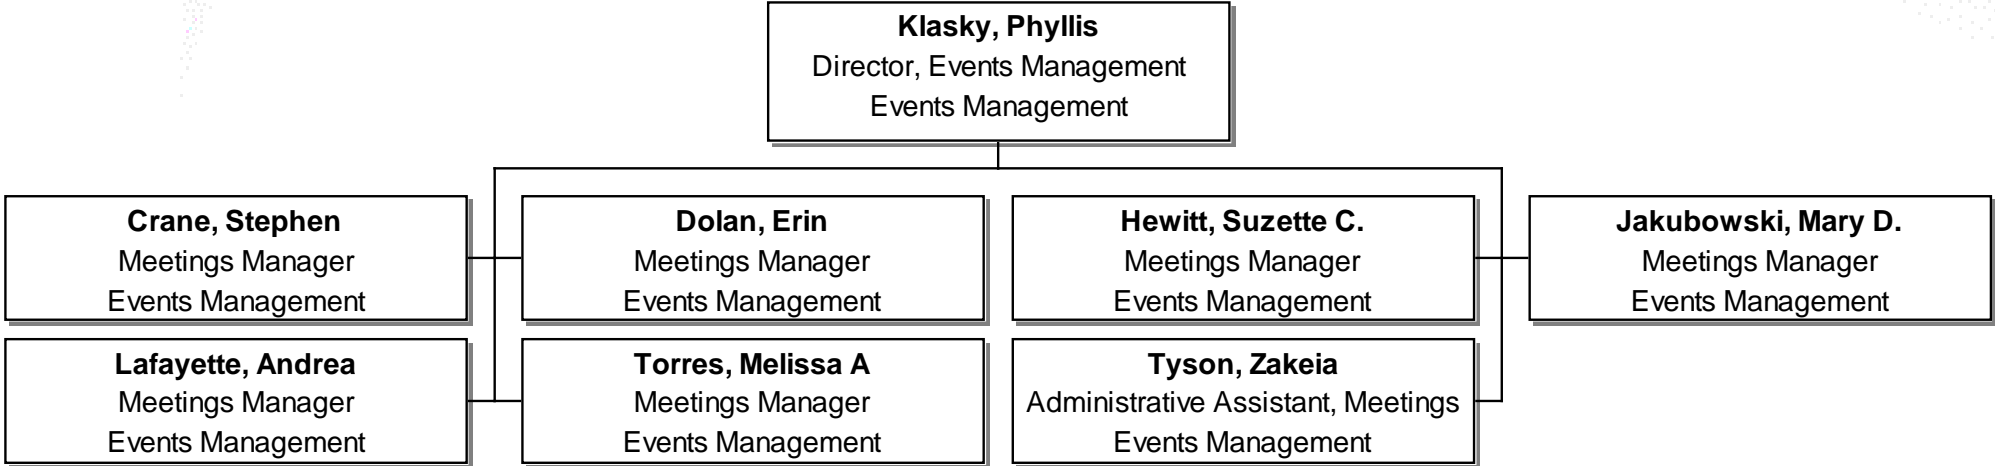 Klasky, Phyllis
Director, Events Management
Events Management
Crane, Stephen
Meetings Manager
Events Management
Dolan, Erin
Meetings Manager
Events Management
Hewitt, Suzette C.
Meetings Manager
Events Management
Jakubowski, Mary D.
Meetings Manager
Events Management
Lafayette, Andrea
Meetings Manager
Events Management
Torres, Melissa A
Meetings Manager
Events Management
Tyson, Zakeia
Administrative Assistant, Meetings
Events Management